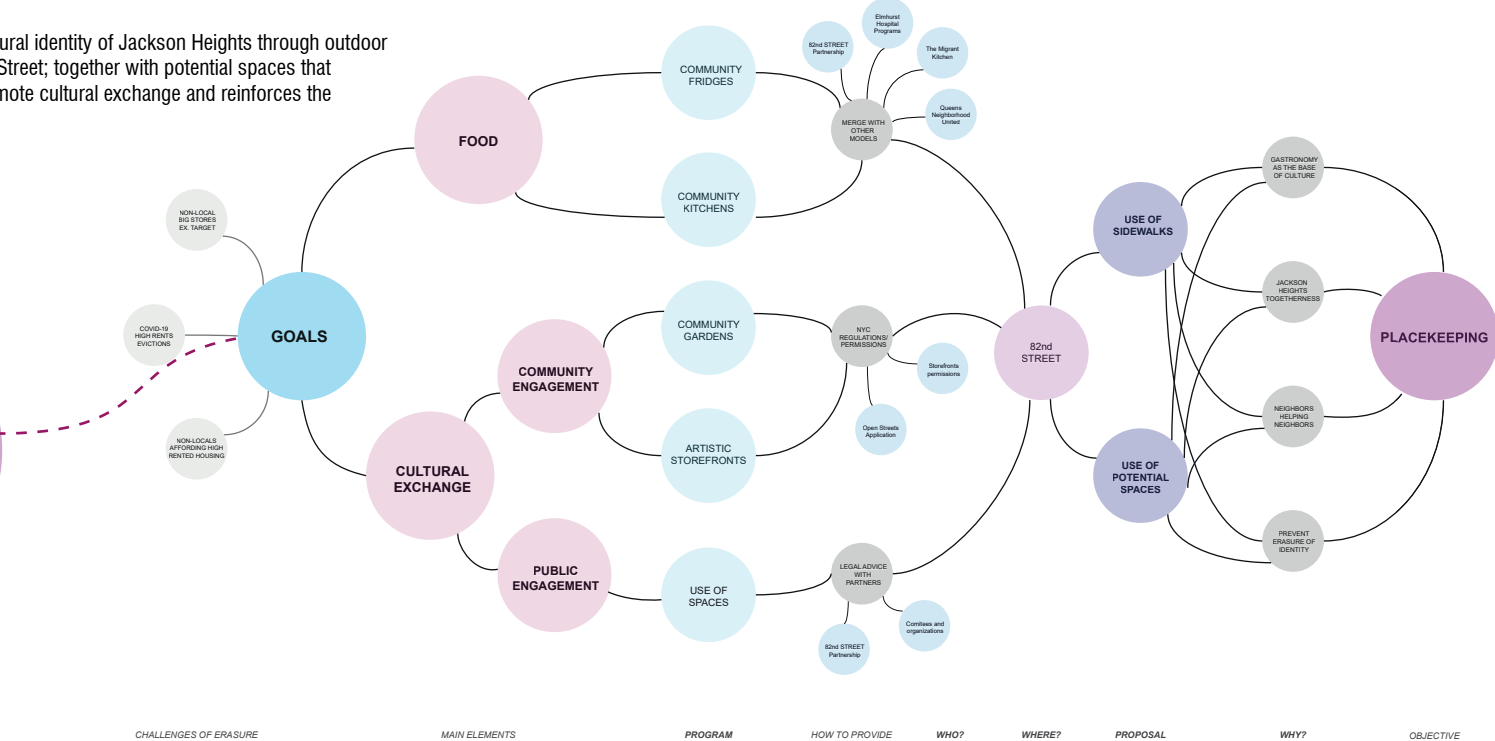 ural identity of Jackson Heights through outdoor
Street; together with potential spaces that
mote cultural exchange and reinforces the
NON-LOCAL
BIG STORES
EX. TARGET
COVID-19
HIGH RENTS
EVICTIONS
NON-LOCALS
AFFORDING HIGH
RENTED HOUSING
GOALS
FOOD
CULTURAL
EXCHANGE
COMMUNITY
ENGAGEMENT
PUBLIC
ENGAGEMENT
COMMUNITY
FRIDGES
COMMUNITY
KITCHENS
COMMUNITY
GARDENS
ARTISTIC
STOREFRONTS
USE OF
SPACES
82nd STREET
Partnership
Elmhurst
Hospital
Programs
The Migrant
Kitchen
Queens
Neighborhood
United
MERGE WITH
OTHER
MODELS
NYC
REGULATIONS/
PERMISSIONS
Storefronts
permissions
Open Streets
Application
LEGAL ADVICE
WITH
PARTNERS
82nd STREET
Partnership
Comitees and
organizations
82nd
STREET
USE OF
SIDEWALKS
USE OF
POTENTIAL
SPACES
GASTRONOMY
AS THE BASE
OF CULTURE
JACKSON
HEIGHTS
TOGETHERNESS
NEIGHBORS
HELPING
NEIGHBORS
PREVENT
ERASURE OF
IDENTITY
PLACEKEEPING
CHALLENGES OF ERASURE
MAIN ELEMENTS
PROGRAM
HOW TO PROVIDE
WHO?
WHERE?
PROPOSAL
WHY?
OBJECTIVE